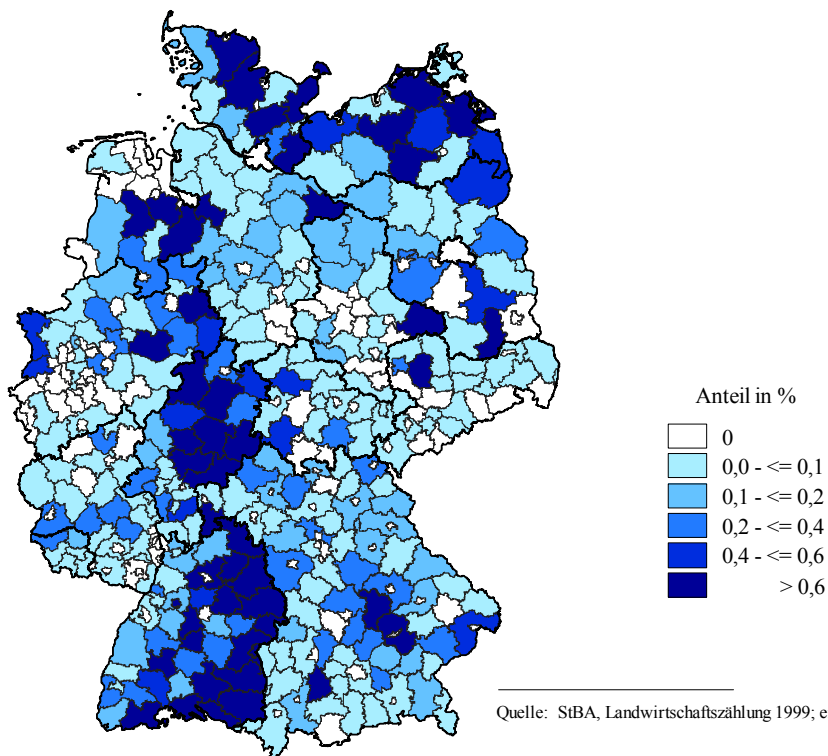 Anteil in %
0
0,0 - <= 0,1
0,1 - <= 0,2
0,2 - <= 0,4
0,4 - <= 0,6
> 0,6
Quelle: StBA, Landwirtschaftszählung 1999; e